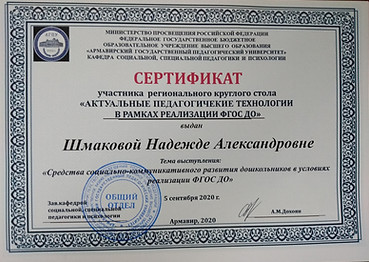 МИНИСТЕРСТВО ПРОСВЕЩЕНИЯ РОССИЙСКОЙ ФЕДЕРАЦИИ
ФЕДЕРАЛЬНОЕ ГОСУДАРСТВЕННОЕ БЮДЖЕТНОЕ
ОБРАЗОВАТЕЛЬНОЕ УЧРЕЖДЕНИЕ ВЫСШЕГО ОБРАЗОВАНИЯ
«АРМАВИРСКИЙ ГОСУДАРСТВЕННЫЙ ПЕДАГОГИЧЕСКИЙ УНИВЕРСИТЕТ»
КАФЕДРА СОЦИАЛЬНОЙ, СПЕЦИАЛЬНОЙ ПЕДАГОГИКИ И ПСИХОЛОГИИ
СЕРТИФИКАТ
участника регионального круглого стола
«АКТУАЛЬНЫЕ ПЕДАГОГИЧЕКИЕ ТЕХНОЛОГИИ
В РАМКАХ РЕАЛИЗАЦИИ ФГОС ДО»
выдан
Шмаковой Надежде Александровне
Тема выступления:
«Средства социально-коммуникативного развития дошкольников в условиях
реализации ФГОС ДО»
5 сентября 2020 г.
Зав.кафедрой
социальной, специальной
педагогики и психологии
ОБЩИЙ
ОТДЕЛ
А.М.Дохоян
Армавир, 2020